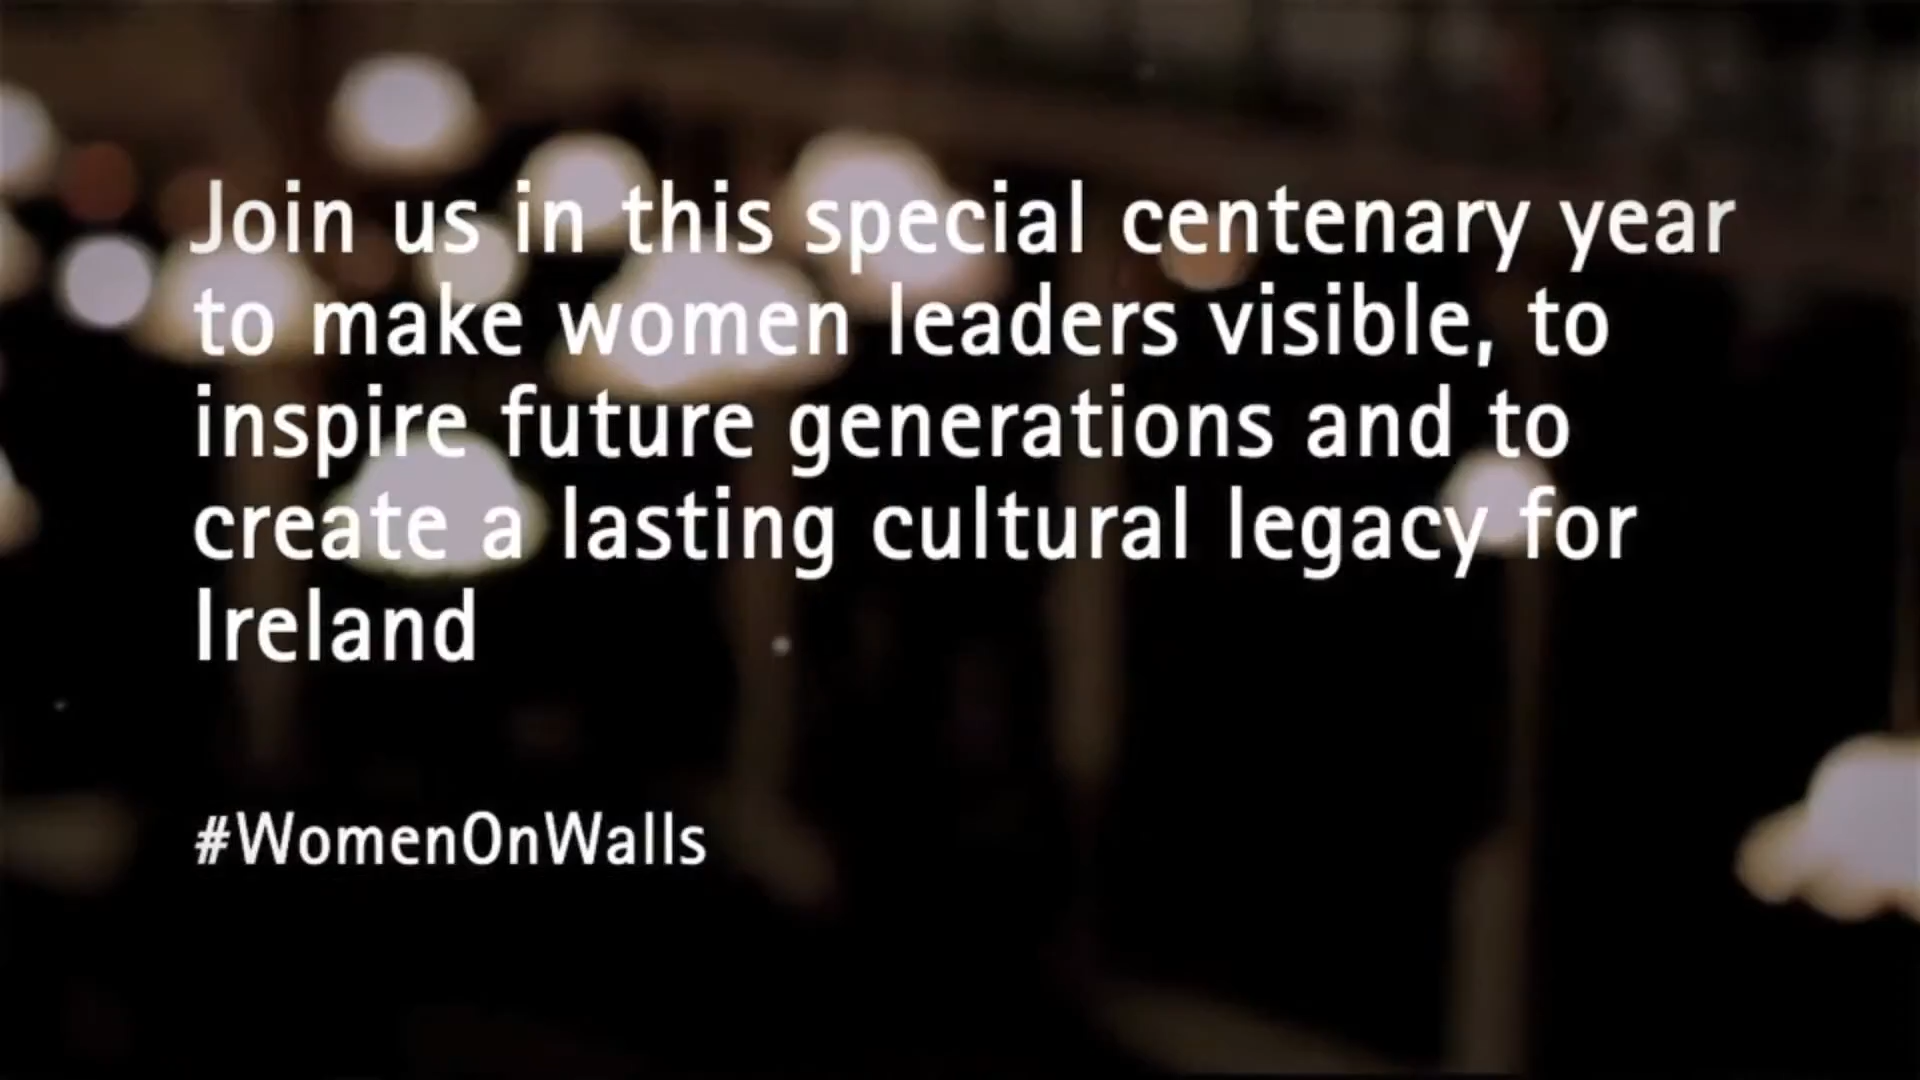 Join us in this special centenary year
to make women leaders visible, to
inspire future generations and to
create a lasting cultural legacy for
Ireland
#WomenOnWalls